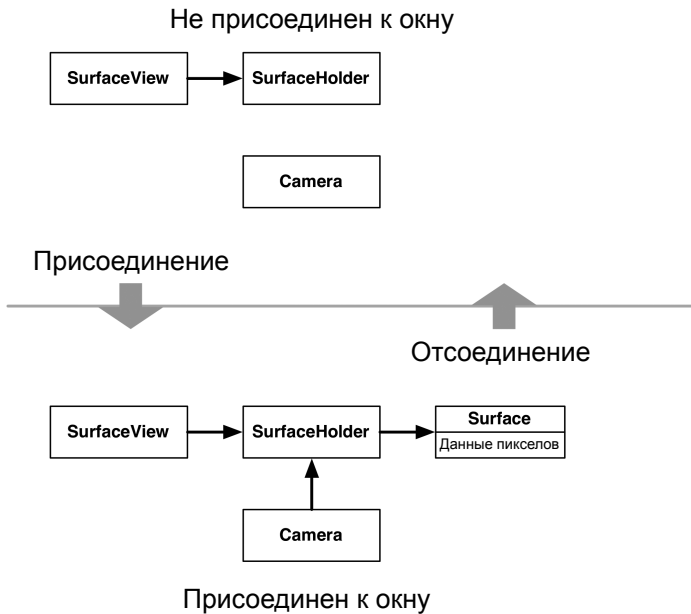 Не присоединен к окну
SurfaceView
SurfaceHolder
Camera
Присоединение
Отсоединение
SurfaceView
SurfaceHolder
Surface
Данные пикселов
Camera
Присоединен к окну